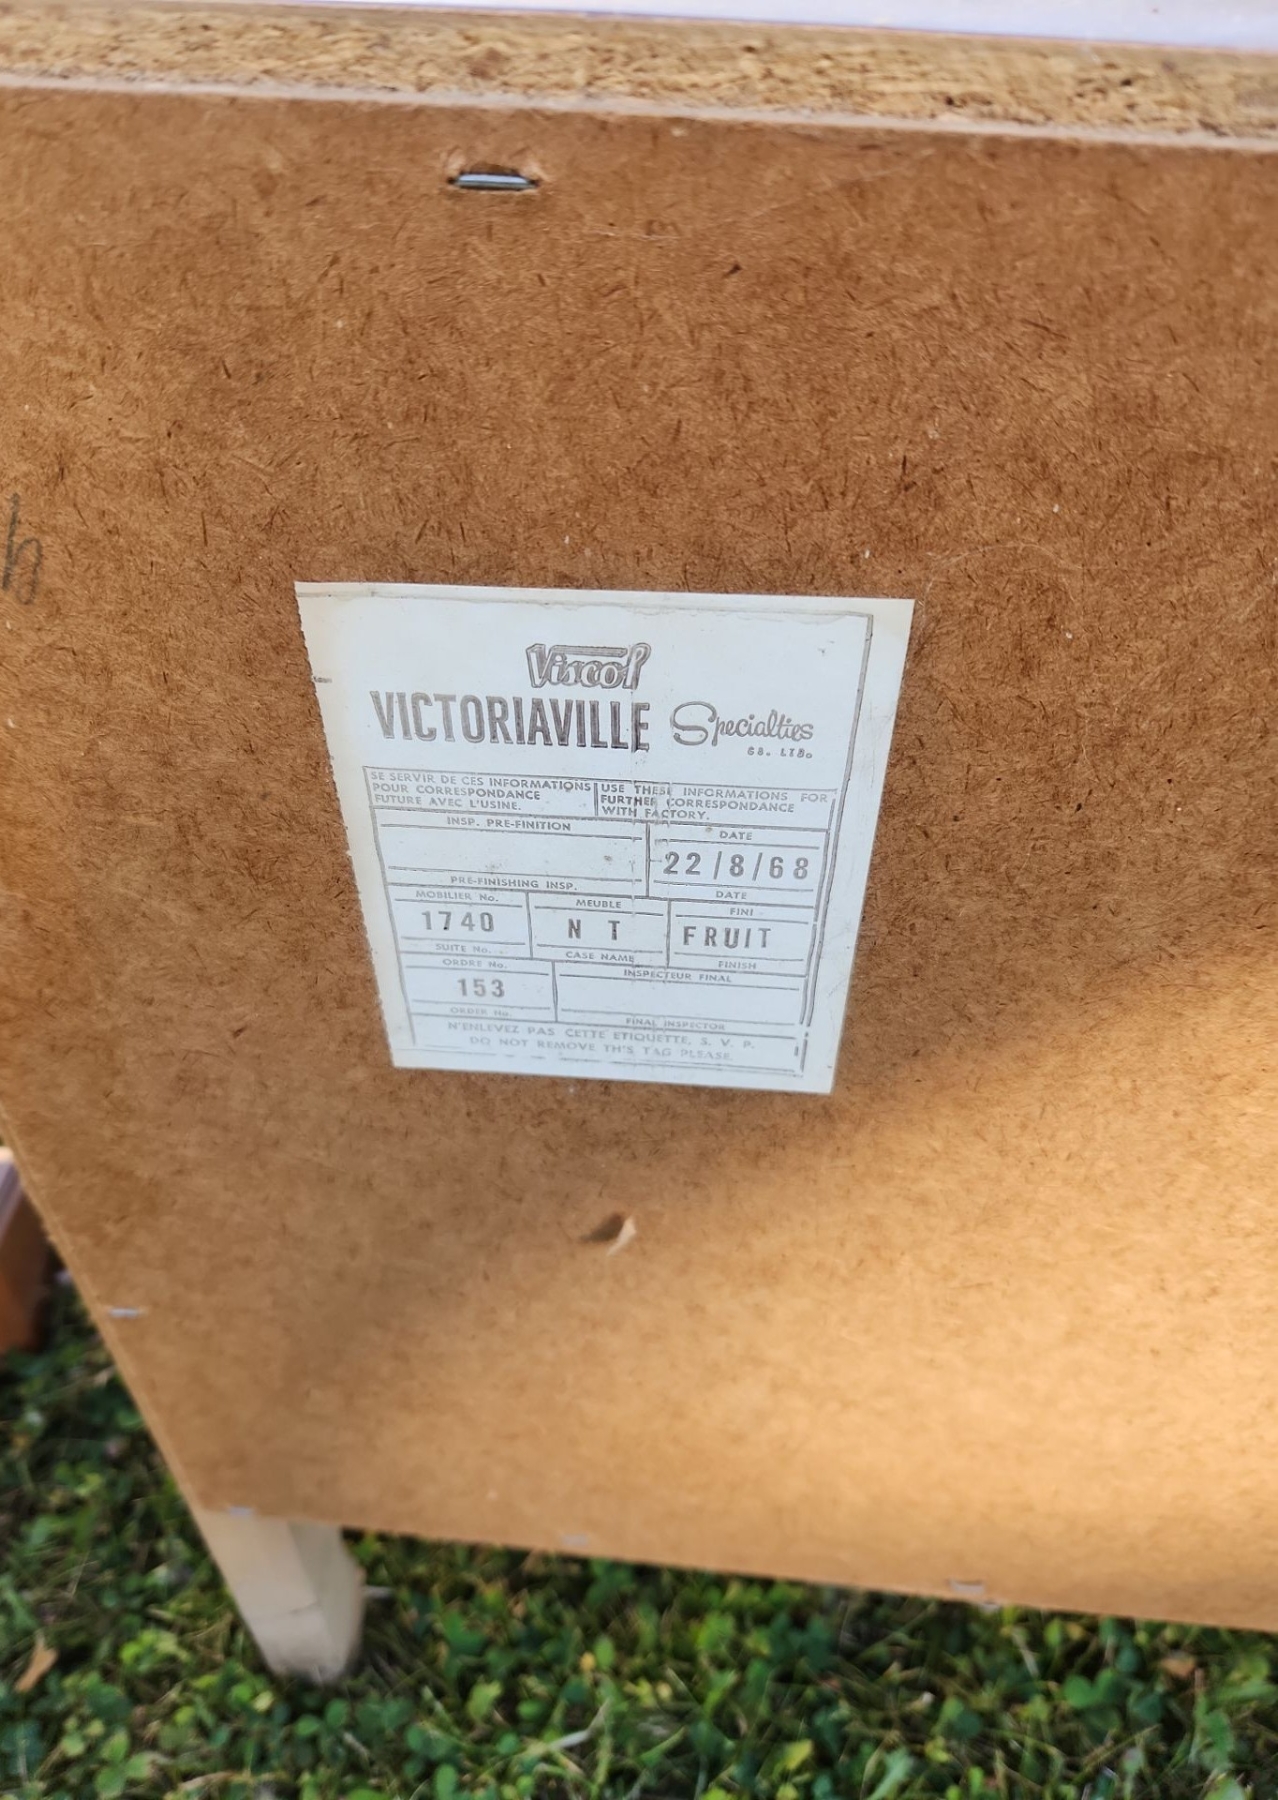 Viscol
VICTORIAVILLE Specialties
CO. LTD.
SE SERVIR DE CES INFORMATIONS
POUR CORRESPONDANCE
FUTURE AVEC L'USINE.
USE THESE INFORMATIONS FOR
FURTHER CORRESPONDANCE
WITH FACTORY.
INSP. PRE-FINITION
PRE-FINISHING INSP.
DATE
22/8/68
DATE
MOBILIER No.
1740
SUITE No.
MEUBLE
N T
CASE NAME
FINI
FRUIT
FINISH
ORDRE No.
153
ORDER No.
INSPECTEUR FINAL
FINAL INSPECTOR
N'ENLEVEZ PAS CETTE ETIQUETTE, S. V. P.
DO NOT REMOVE TH'S TAG PLEASE.